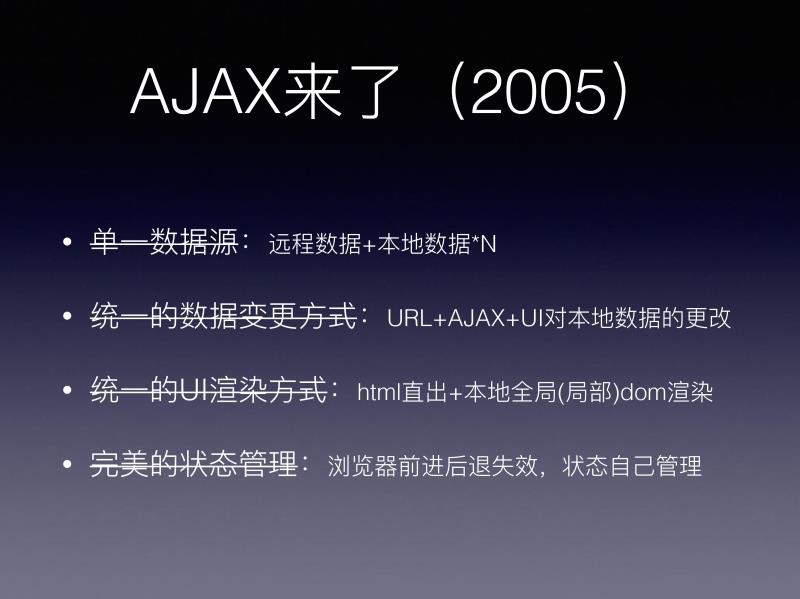 AJAX来了（2005）
• 单一数据源：远程数据+本地数据*N
• 统一的数据变更方式：URL+AJAX+UI对本地数据的更改
• 统一的UI渲染方式：html直出+本地全局(局部)dom渲染
• 完美的状态管理：浏览器前进后退失效，状态自己管理